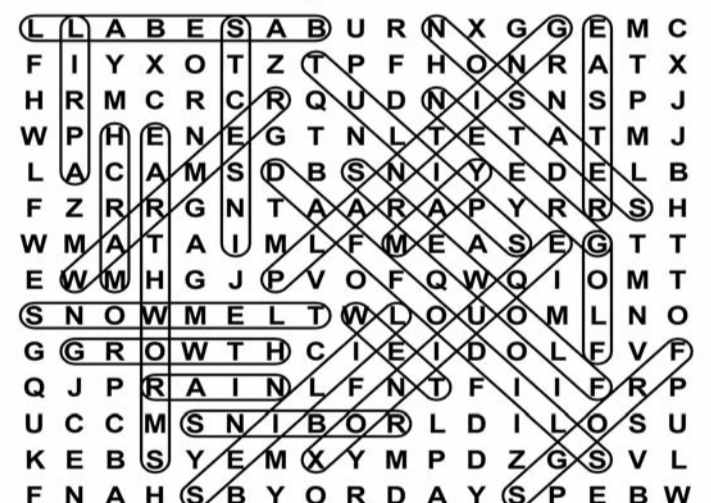 L L A B E S A B U R N X G G E M C
F I Y X O T Z T P F H O N R A T X
H R M C R C R Q U D N I S N S P J
W P H E N E G T N L T E T A T M J
L A C A M S D B S N I Y E D E L B
F Z R R G N T A A R A P Y R R S H
W M A T A I M L F M E A S E G T T
E W M H G J P V O F Q W Q I O M T
S N O W M E L T W L O U O M L N O
G G R O W T H C I E I D O L F V F
Q J P R A I N L F N T F I I F R P
U C C M S N I B O R L D I L O S U
K E B S Y E M X Y M P D Z G S V L
F N A H S B Y O R D A Y S P E B W